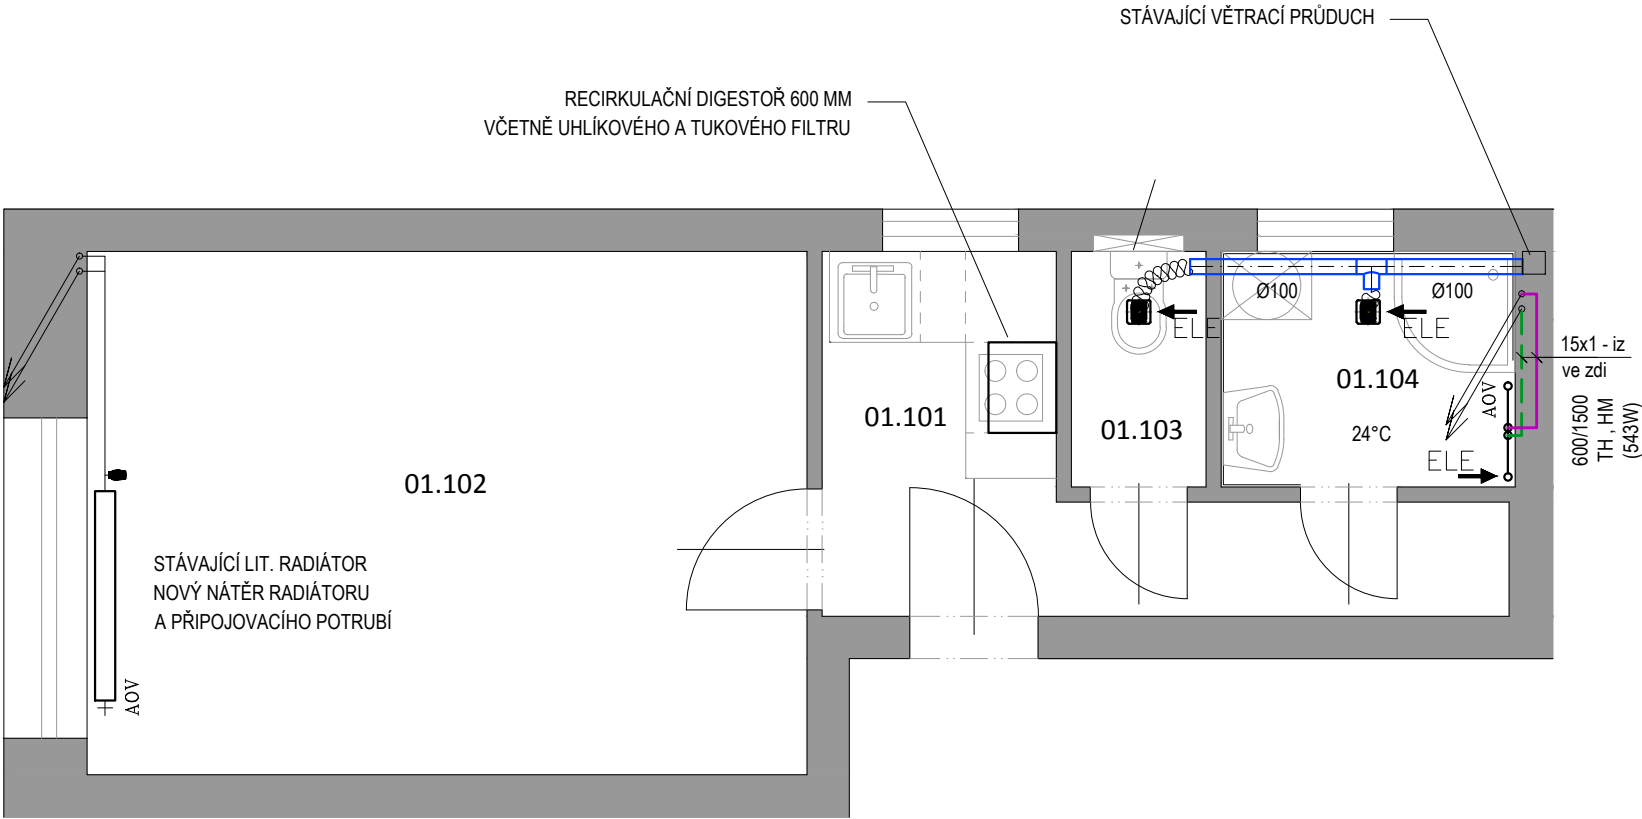 STÁVAJÍCÍ VĚTRACÍ PRŮDUCH
RECIRKULAČNÍ DIGESTOŘ 600 MM
VČETNĚ UHLÍKOVÉHO A TUKOVÉHO FILTRU
Ø100
Ø100
ELE
ELE
15x1 - iz
ve zdi
01.104
AOV
600/1500
TH , HM
(543W)
01.101
01.103
24°C
ELE
01.102
STÁVAJÍCÍ LIT. RADIÁTOR
NOVÝ NÁTĚR RADIÁTORU
A PŘIPOJOVACÍHO POTRUBÍ
AOV